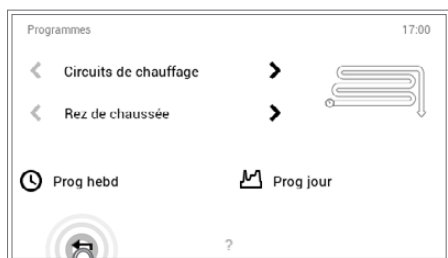 Programmes 17:00
Circuits de chauffage
Rez de chaussée
Prog hebd Prog jour
?